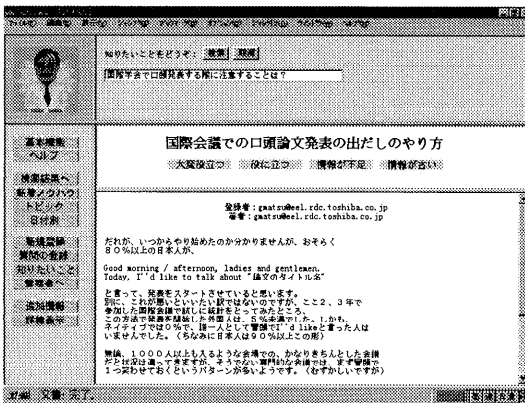 知りたいことをどうぞ： 検索 取消
国際学会で口頭発表する際に注意することは？
国際会議での口頭論文発表の出だしのやり方
大変役立つ 役に立つ 情報が不足 情報が古い
基本機能
ヘルプ
検索結果へ
新着ノウハウ
トピック
日付別
新規登録
質問の登録
知りたいこと
管理者へ
追加情報
登録者：gmatsu@eel.rdc.toshiba.co.jp
著者：gmatsu@eel.rdc.toshiba.co.jp
だれが、いつからやり始めたのか分かりませんが、おそらく
８０％以上の日本人が、
Good morning / afternoon, ladies and gentlemen.
Today, I''d like to talk about "論文のタイトル名"
と言って、発表をスタートさせていると思います。
別に、これが悪いといいたい訳ではないのですが、ここ２、３年で
参加した国際会議で試しに統計をとってみたところ、
この方法で発表を開始した外国人は、５％未満でした。しかも、
ネイティブでは０％で、誰一人として冒頭でI''d likeと言った人は
いませんでした。（ちなみに日本人は９０％以上この形）
無論、１０００人以上もえるような会場での、かなりきちんとした会議
だと状況は違ってきますが、そうでない専門的な会議では、まず冒頭で
１つ笑わせておくというパターンが多いようです。（むずかしいですが）
文書: 完了.